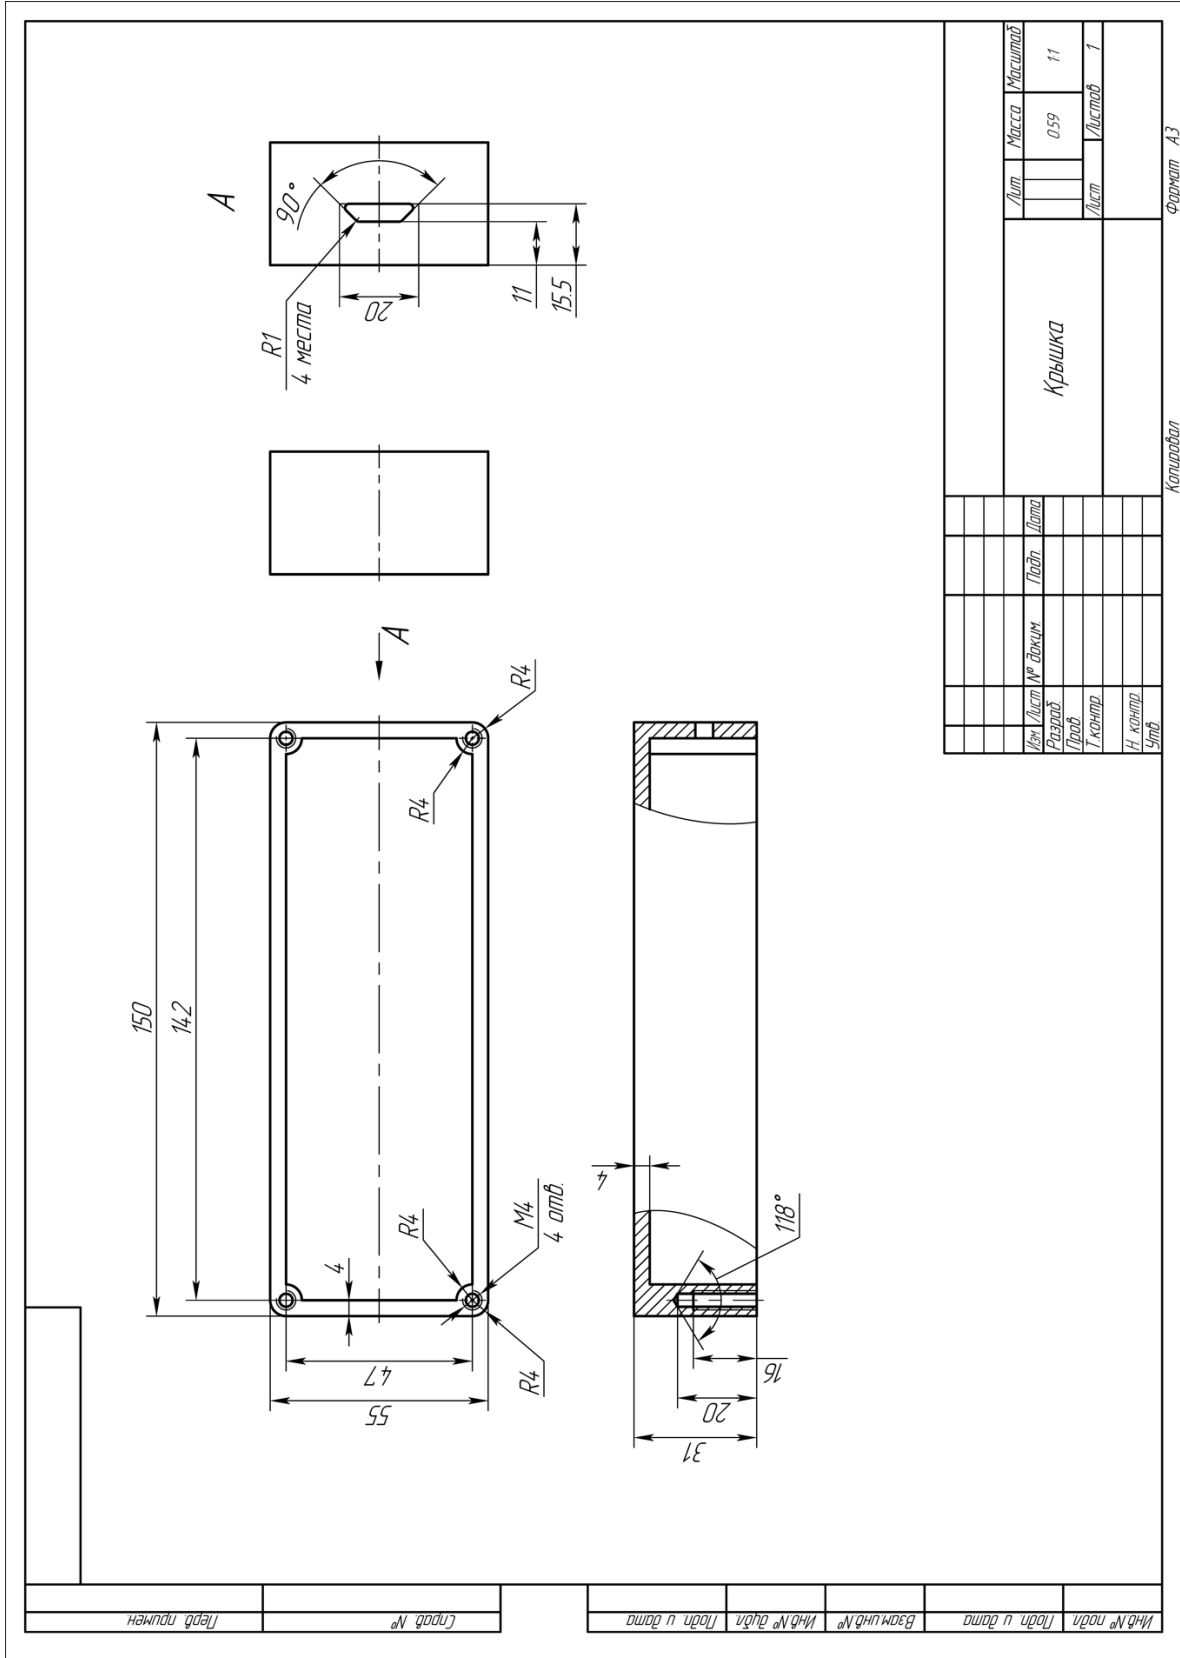 Перв. примен.
Справ. №
Подп. и дата
Инв. № дубл.
Взам.инв.№
Подп. и дата
Инв. № подл.
150
142
47
55
4
R4
M4
4 отв.
R4
R4
R4
А
4
31
20
16
118°
А
90°
R1
4 места
20
11
15.5
Изм. Лист № докум. Подп. Дата
Разраб.
Пров.
Т.контр.
Н. контр.
Утв.
Крышка
Лит. Масса Масштаб
0.59 1:1
Лист Листов 1
Копировал Формат А3